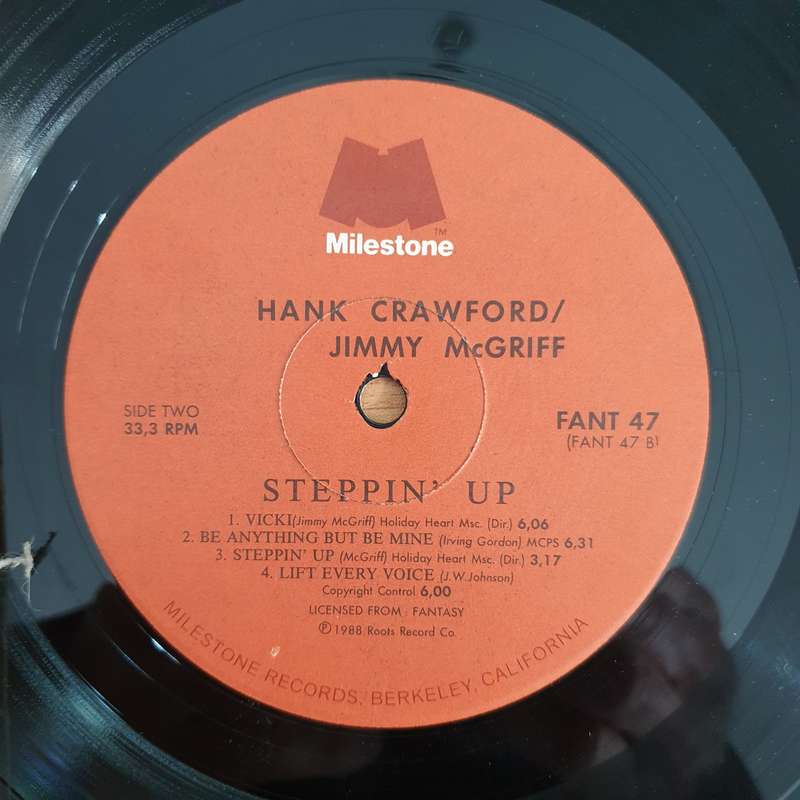 TM
Milestone
HANK CRAWFORD/
JIMMY McGRIFF
SIDE TWO
33,3 RPM
FANT 47
(FANT 47 B)
STEPPIN' UP
1. VICKI(Jimmy McGriff) Holiday Heart Msc. (Dir.) 6,06
2. BE ANYTHING BUT BE MINE (Irving Gordon) MCPS 6,31
3. STEPPIN' UP (McGriff) Holiday Heart Msc. (Dir.) 3,17
4. LIFT EVERY VOICE (J.W.Johnson)
Copyright Control 6,00
LICENSED FROM : FANTASY
℗ 1988 Roots Record Co.
MILESTONE RECORDS, BERKELEY, CALIFORNIA